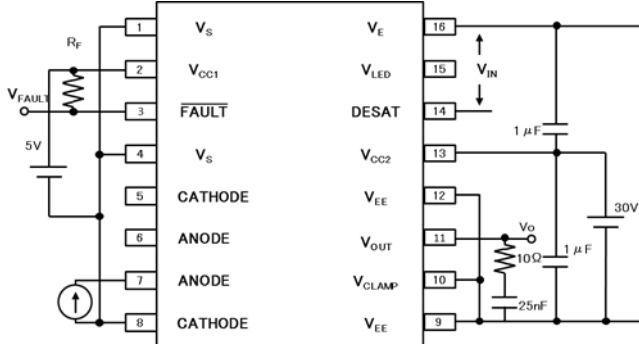 1 V_S V_E 16
R_F 2 V_CC1 V_LED 15 V_IN
V_FAULT 3 FAULT DESAT 14
1 μF
5V 4 V_S V_CC2 13
5 CATHODE V_EE 12 30V
6 ANODE V_OUT 11 Vo
10Ω 1 μF
7 ANODE V_CLAMP 10
25nF
8 CATHODE V_EE 9